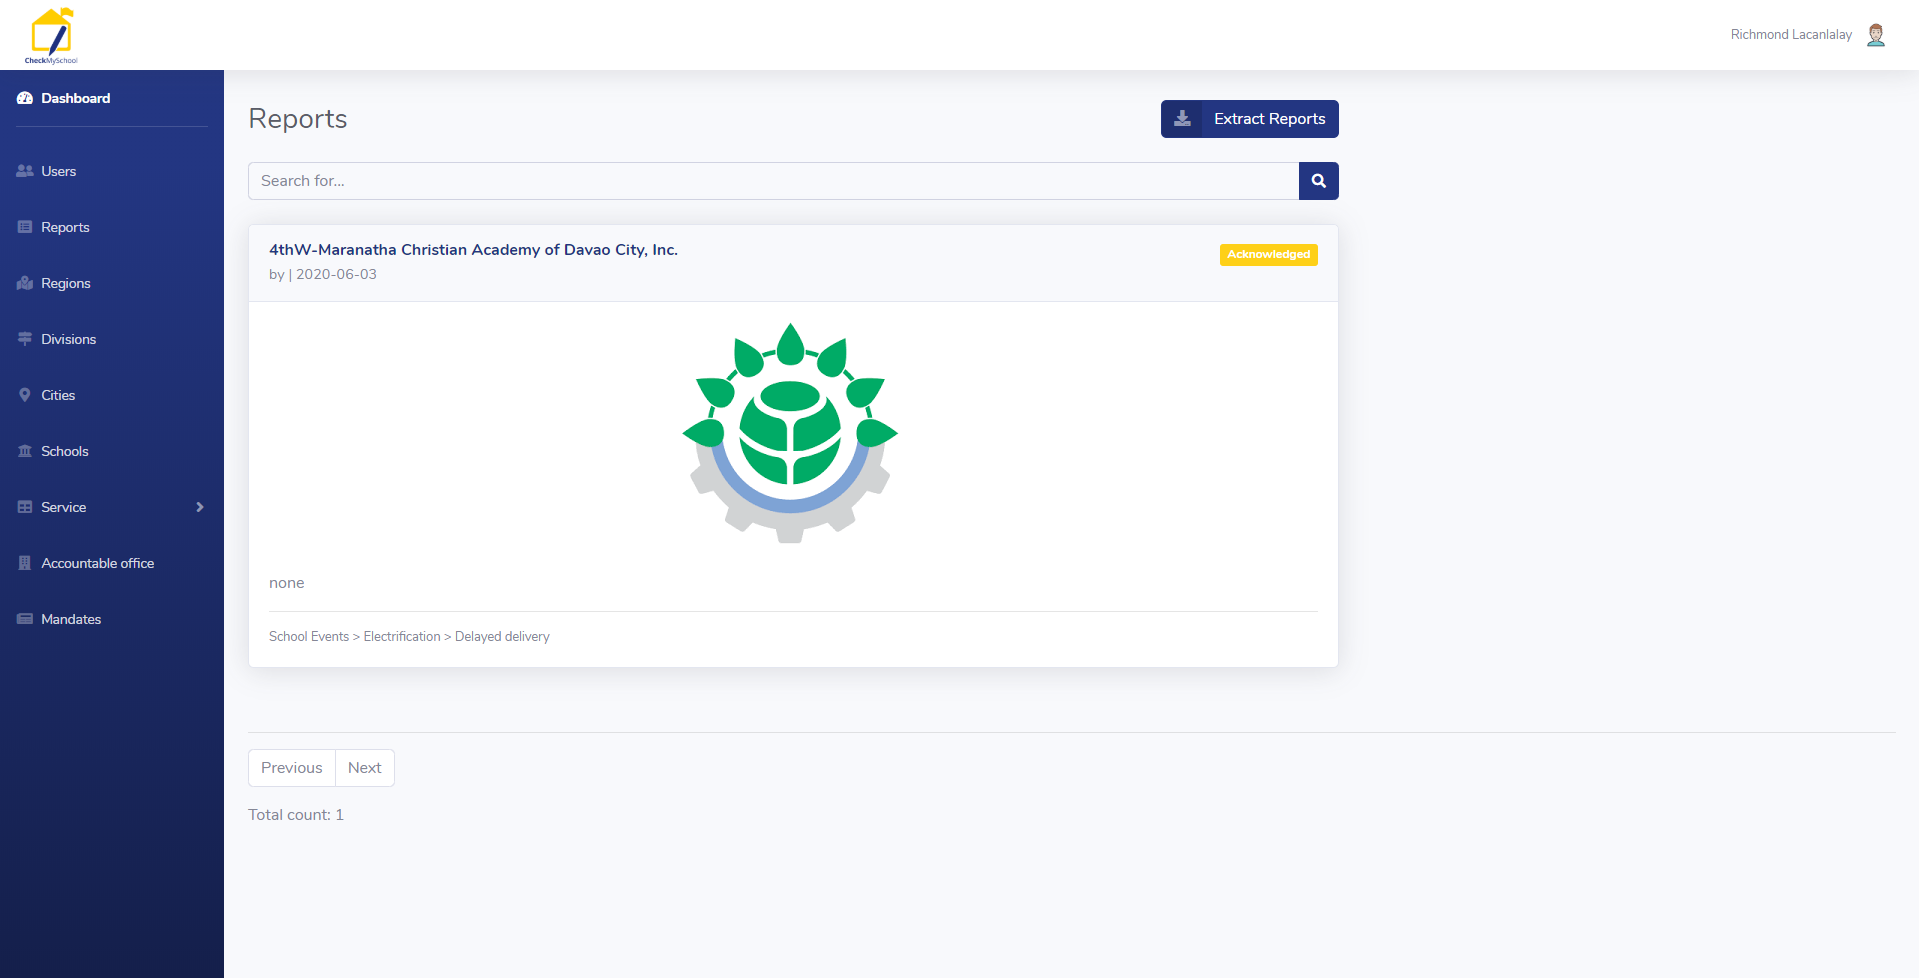 CheckMySchool
Richmond Lacanlalay
Dashboard
Users
Reports
Regions
Divisions
Cities
Schools
Service
Accountable office
Mandates
Reports
Extract Reports
Search for...
4thW-Maranatha Christian Academy of Davao City, Inc.
Acknowledged
by | 2020-06-03
none
School Events > Electrification > Delayed delivery
Previous
Next
Total count: 1